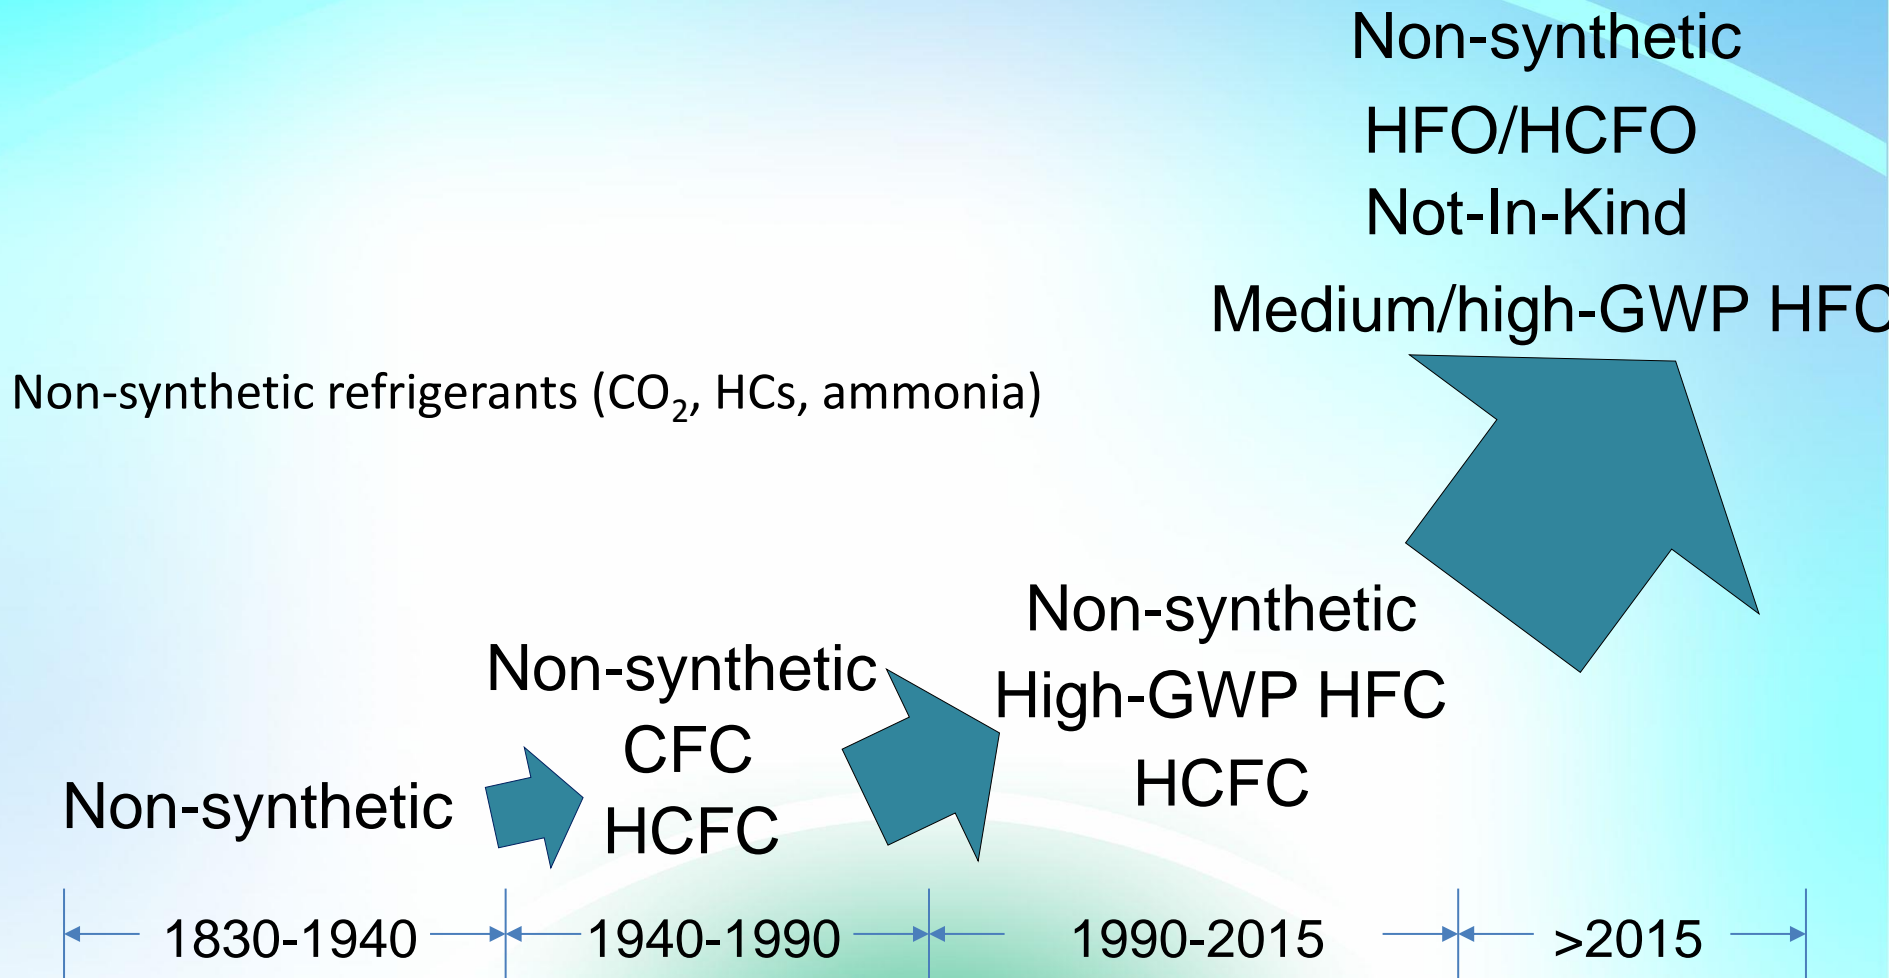 Non-synthetic
HFO/HCFO
Not-In-Kind
Medium/high-GWP HFC
Non-synthetic refrigerants (CO₂, HCs, ammonia)
Non-synthetic
High-GWP HFC
HCFC
Non-synthetic
CFC
HCFC
Non-synthetic
1830-1940
1940-1990
1990-2015
>2015